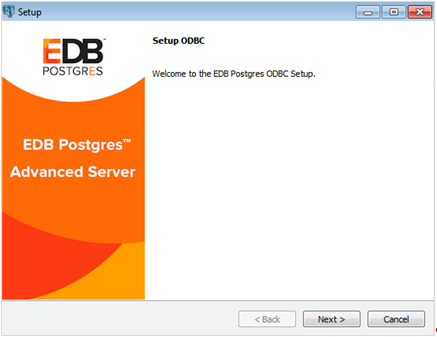 Setup
EDB™
POSTGRES
EDB Postgres™
Advanced Server
Setup ODBC
Welcome to the EDB Postgres ODBC Setup.
< Back
Next >
Cancel